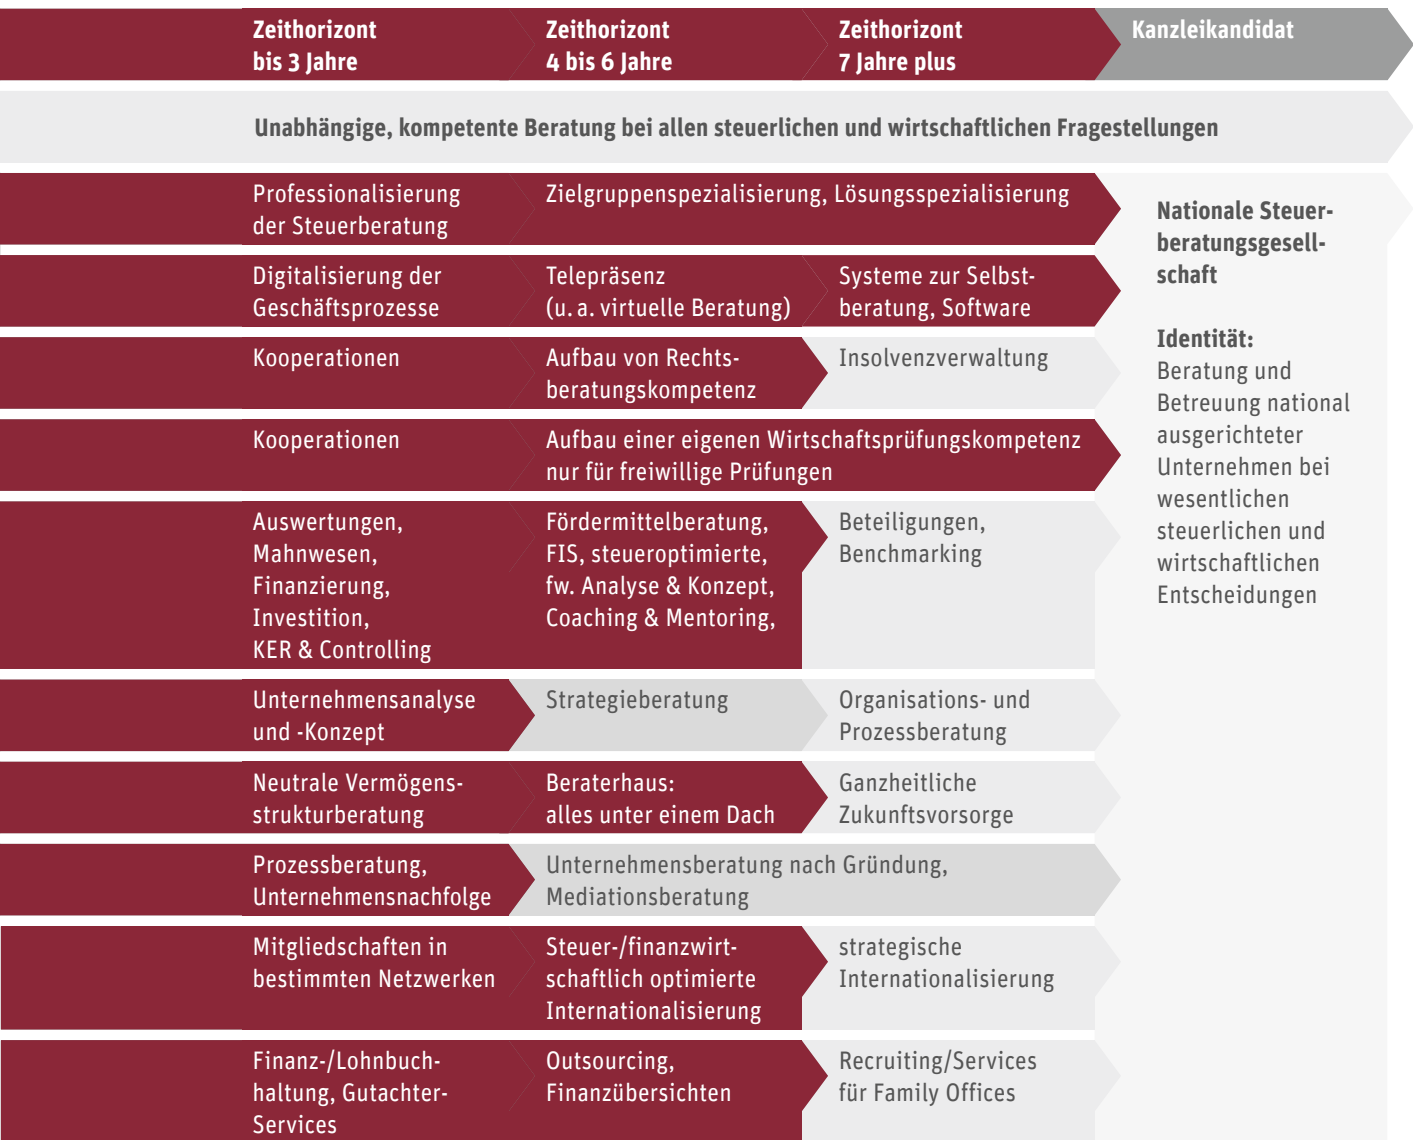 Zeithorizont
bis 3 Jahre
Zeithorizont
4 bis 6 Jahre
Zeithorizont
7 Jahre plus
Kanzleikandidat
Unabhängige, kompetente Beratung bei allen steuerlichen und wirtschaftlichen Fragestellungen
Professionalisierung
der Steuerberatung
Zielgruppenspezialisierung, Lösungsspezialisierung
Digitalisierung der
Geschäftsprozesse
Telepräsenz
(u. a. virtuelle Beratung)
Systeme zur Selbst-
beratung, Software
Kooperationen
Aufbau von Rechts-
beratungskompetenz
Insolvenzverwaltung
Kooperationen
Aufbau einer eigenen Wirtschaftsprüfungskompetenz
nur für freiwillige Prüfungen
Auswertungen,
Mahnwesen,
Finanzierung,
Investition,
KER & Controlling
Fördermittelberatung,
FIS, steueroptimierte,
fw. Analyse & Konzept,
Coaching & Mentoring,
Beteiligungen,
Benchmarking
Unternehmensanalyse
und -Konzept
Strategieberatung
Organisations- und
Prozessberatung
Neutrale Vermögens-
strukturberatung
Beraterhaus:
alles unter einem Dach
Ganzheitliche
Zukunftsvorsorge
Prozessberatung,
Unternehmensnachfolge
Unternehmensberatung nach Gründung,
Mediationsberatung
Mitgliedschaften in
bestimmten Netzwerken
Steuer-/finanzwirt-
schaftlich optimierte
Internationalisierung
strategische
Internationalisierung
Finanz-/Lohnbuch-
haltung, Gutachter-
Services
Outsourcing,
Finanzübersichten
Recruiting/Services
für Family Offices
Nationale Steuer-
beratungsgesell-
schaft
Identität:
Beratung und
Betreuung national
ausgerichteter
Unternehmen bei
wesentlichen
steuerlichen und
wirtschaftlichen
Entscheidungen